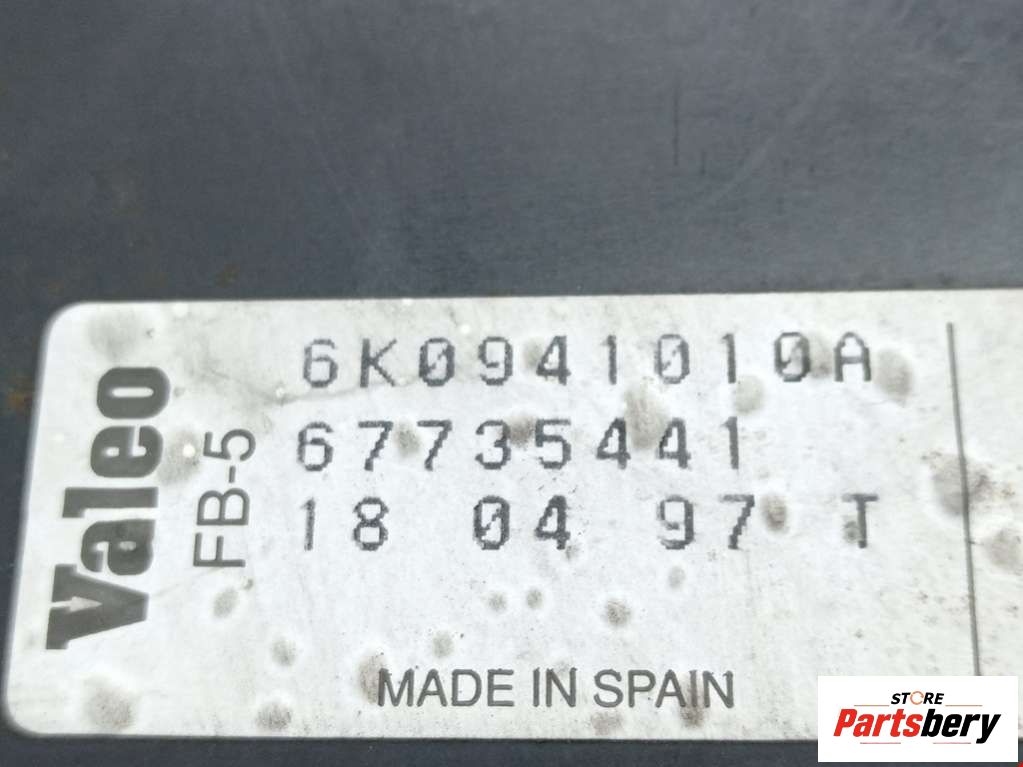 Valeo
FB-5
6K0941010A
67735441
18 04 97 T
MADE IN SPAIN
STORE
Partsbery